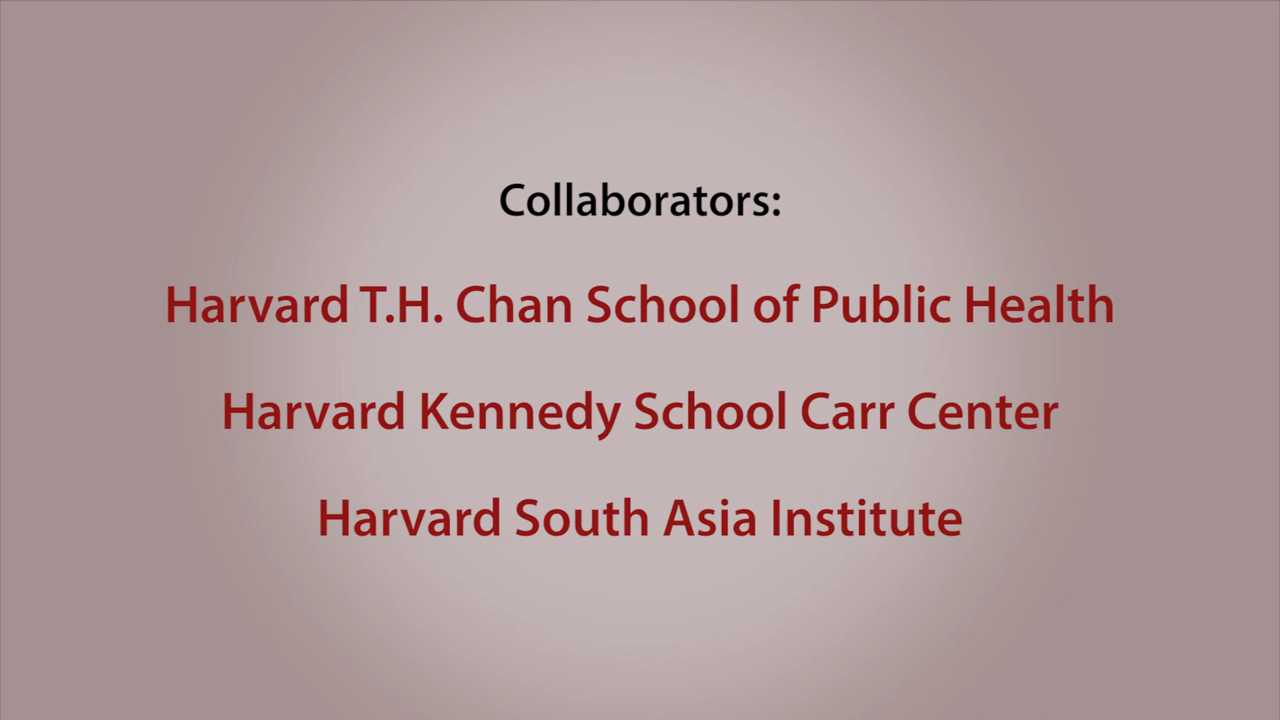 Collaborators:
Harvard T.H. Chan School of Public Health
Harvard Kennedy School Carr Center
Harvard South Asia Institute